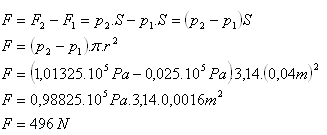 F = F₂ − F₁ = p₂.S − p₁.S = (p₂ − p₁)S
F = (p₂ − p₁).π.r²
F = (1,01325.10⁵ Pa − 0,025.10⁵ Pa)3,14.(0,04m)²
F = 0,98825.10⁵ Pa.3,14.0,0016m²
F = 496 N